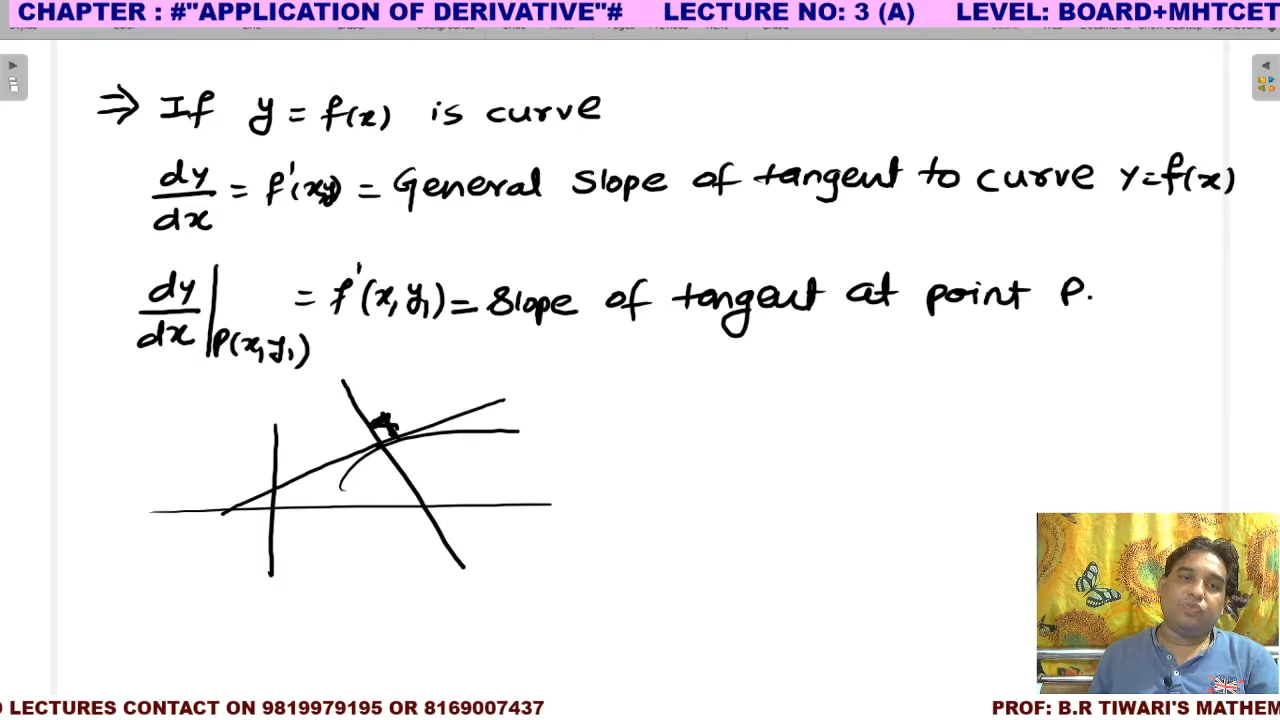 CHAPTER : #"APPLICATION OF DERIVATIVE"# LECTURE NO: 3 (A) LEVEL: BOARD+MHTCET
⇒ If y = f(x) is curve
dy/dx = f'(x,y) = General slope of tangent to curve y=f(x)
dy/dx|P(x₁,y₁) = f'(x₁,y₁) = Slope of tangent at point P.
LECTURES CONTACT ON 9819979195 OR 8169007437 PROF: B.R TIWARI'S MATHEM